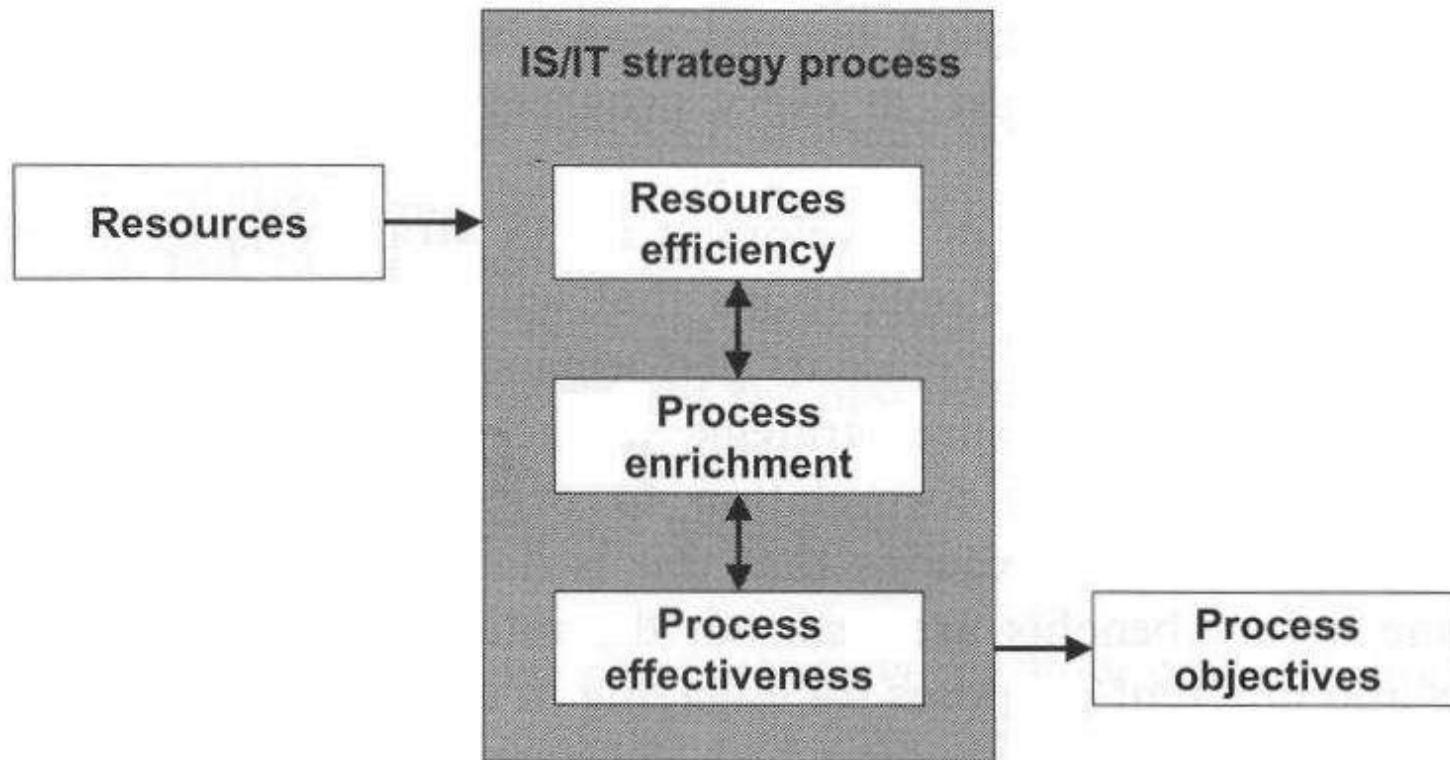 IS/IT strategy process
Resources
Resources
efficiency
Process
enrichment
Process
effectiveness
Process
objectives